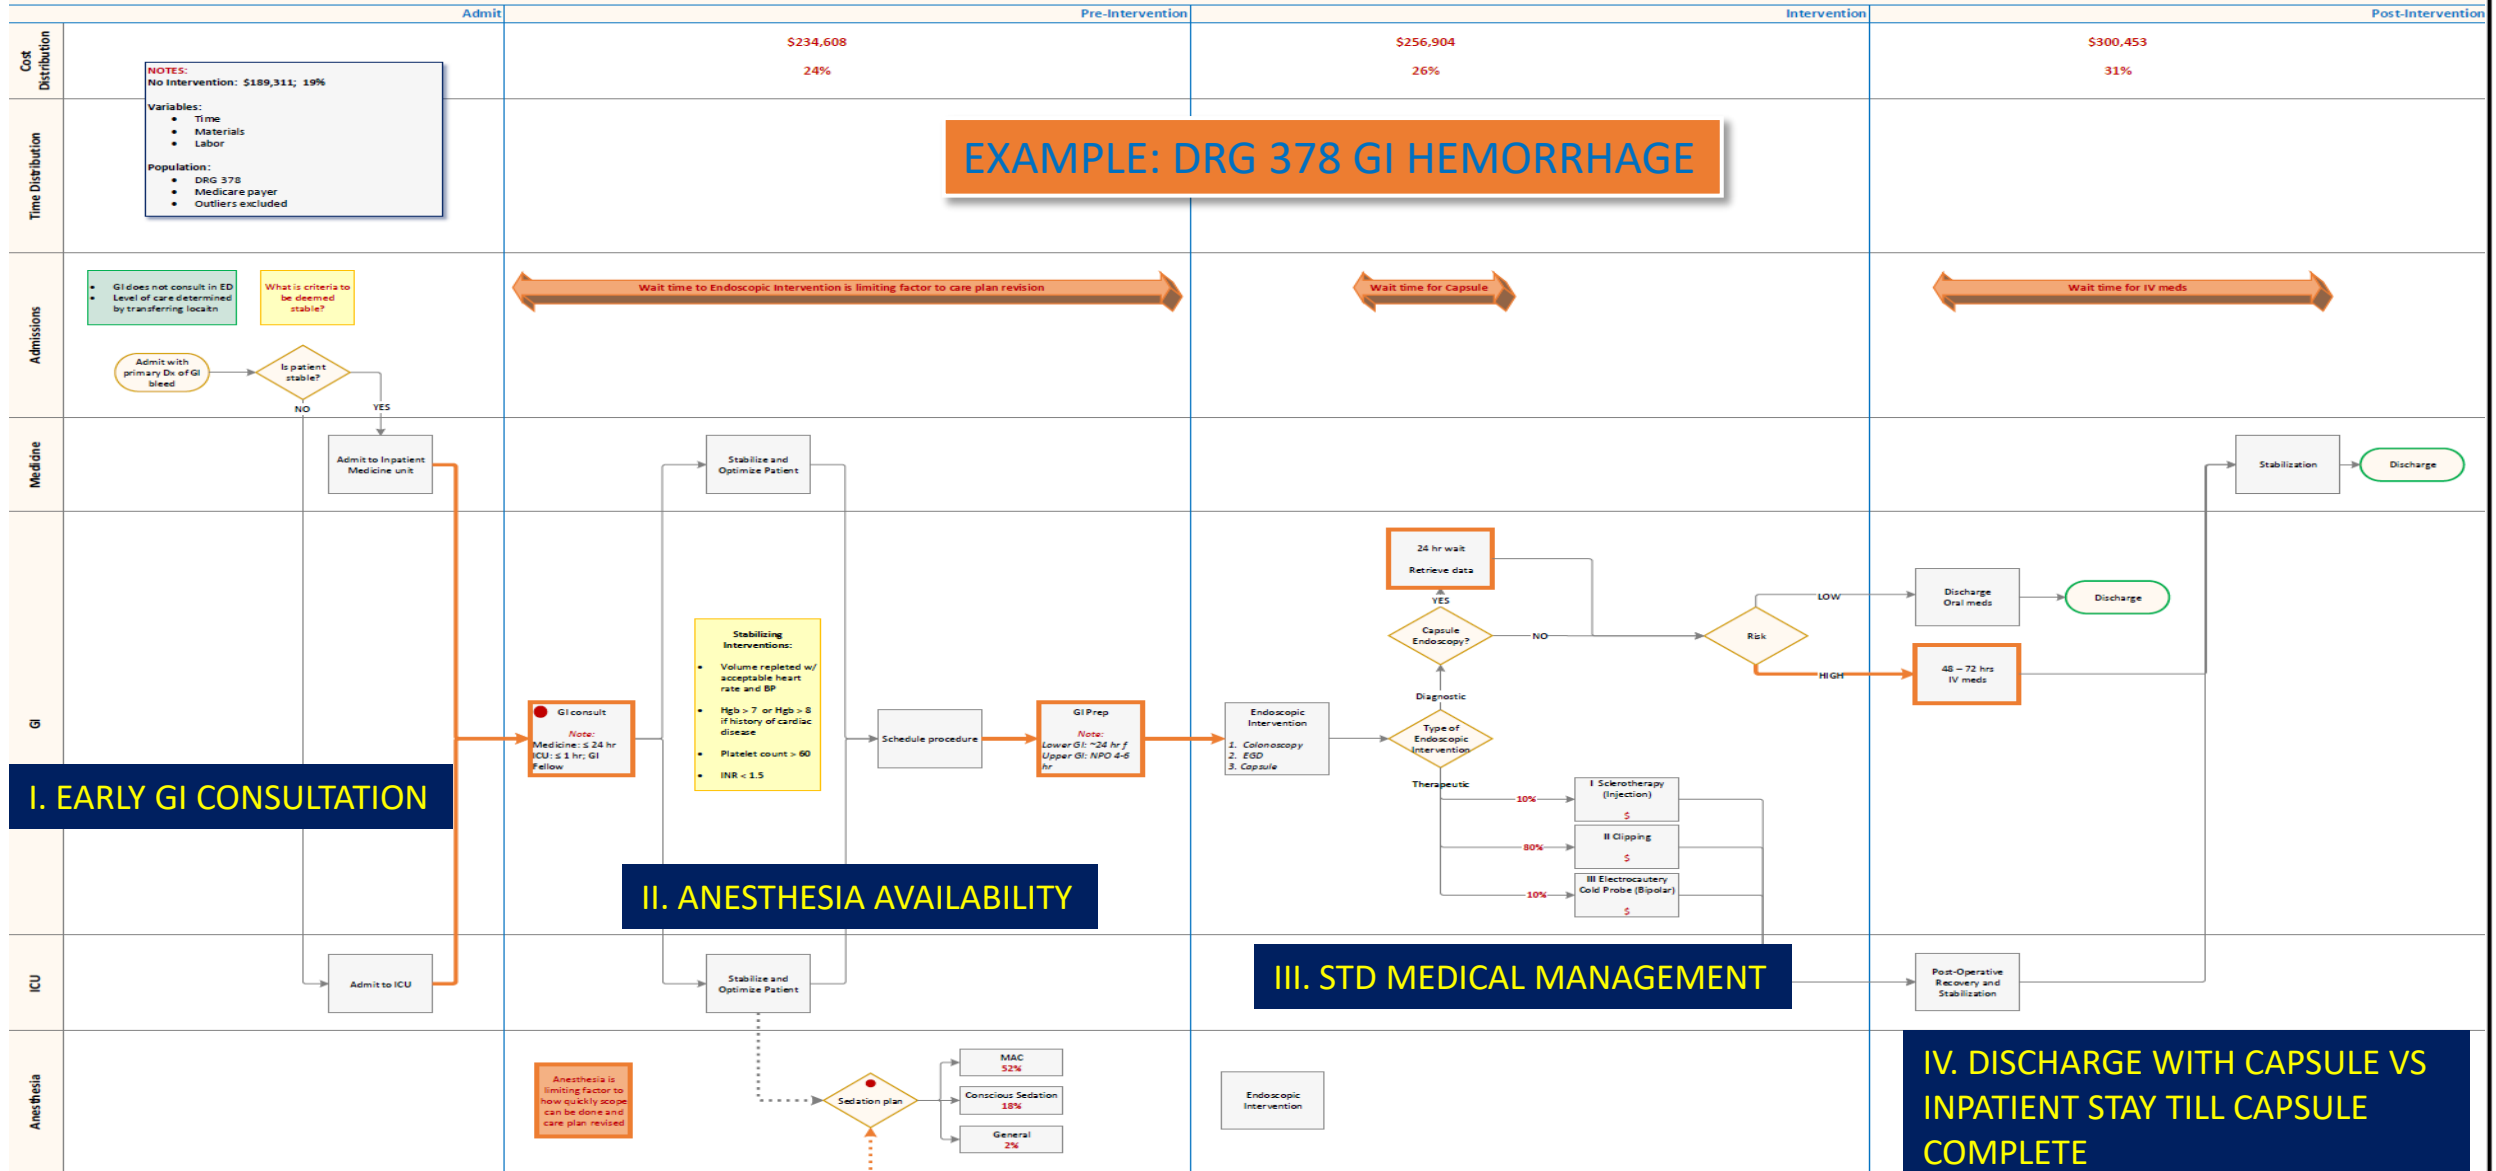 Admit
Pre-Intervention
Intervention
Post-Intervention
Cost
Distribution
$234,608
24%
$256,904
26%
$300,453
31%
NOTES:
No Intervention: $189,311; 19%
Variables:
• Time
• Materials
• Labor
Population:
• DRG 378
• Medicare payer
• Outliers excluded
Time Distribution
EXAMPLE: DRG 378 GI HEMORRHAGE
Admissions
• GI does not consult in ED
• Level of care determined
by transferring locaitn
What is criteria to
be deemed
stable?
Wait time to Endoscopic Intervention is limiting factor to care plan revision
Wait time for Capsule
Wait time for IV meds
Admit with
primary Dx of GI
bleed
Is patient
stable?
NO
YES
Medicine
Admit to Inpatient
Medicine unit
Stabilize and
Optimize Patient
Stabilization
Discharge
GI
24 hr wait
Retrieve data
YES
Capsule
Endoscopy?
NO
Risk
LOW
HIGH
Discharge
Oral meds
Discharge
48 – 72 hrs
IV meds
Stabilizing
Interventions:
• Volume repleted w/
acceptable heart
rate and BP
• Hgb > 7 or Hgb > 8
if history of cardiac
disease
• Platelet count > 60
• INR < 1.5
GI consult
Note:
Medicine: ≤ 24 hr
ICU: ≤ 1 hr; GI
Fellow
Schedule procedure
GI Prep
Note:
Lower GI: ~24 hr f
Upper GI: NPO 4-6
hr
Endoscopic
Intervention
1. Colonoscopy
2. EGD
3. Capsule
Diagnostic
Type of
Endoscopic
Intervention
Therapeutic
10%
I Sclerotherapy
(Injection)
$
80%
II Clipping
$
10%
III Electrocautery
Gold Probe (Bipolar)
$
I. EARLY GI CONSULTATION
II. ANESTHESIA AVAILABILITY
III. STD MEDICAL MANAGEMENT
ICU
Admit to ICU
Stabilize and
Optimize Patient
Post-Operative
Recovery and
Stabilization
Anesthesia
Anesthesia is
limiting factor to
how quickly scope
can be done and
care plan revised
Sedation plan
MAC
52%
Conscious Sedation
18%
General
2%
Endoscopic
Intervention
IV. DISCHARGE WITH CAPSULE VS
INPATIENT STAY TILL CAPSULE
COMPLETE